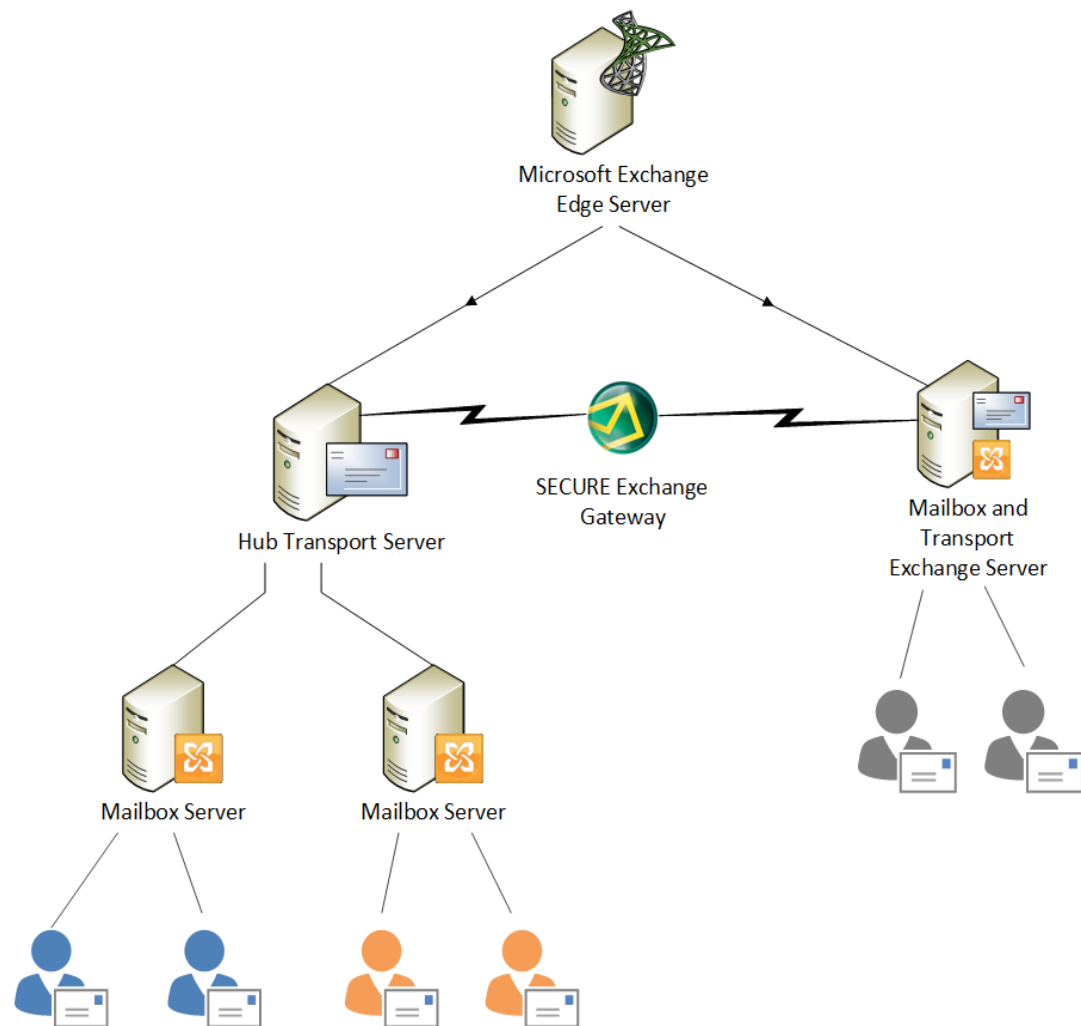 Microsoft Exchange
Edge Server
SECURE Exchange
Gateway
Hub Transport Server
Mailbox and
Transport
Exchange Server
Mailbox Server
Mailbox Server